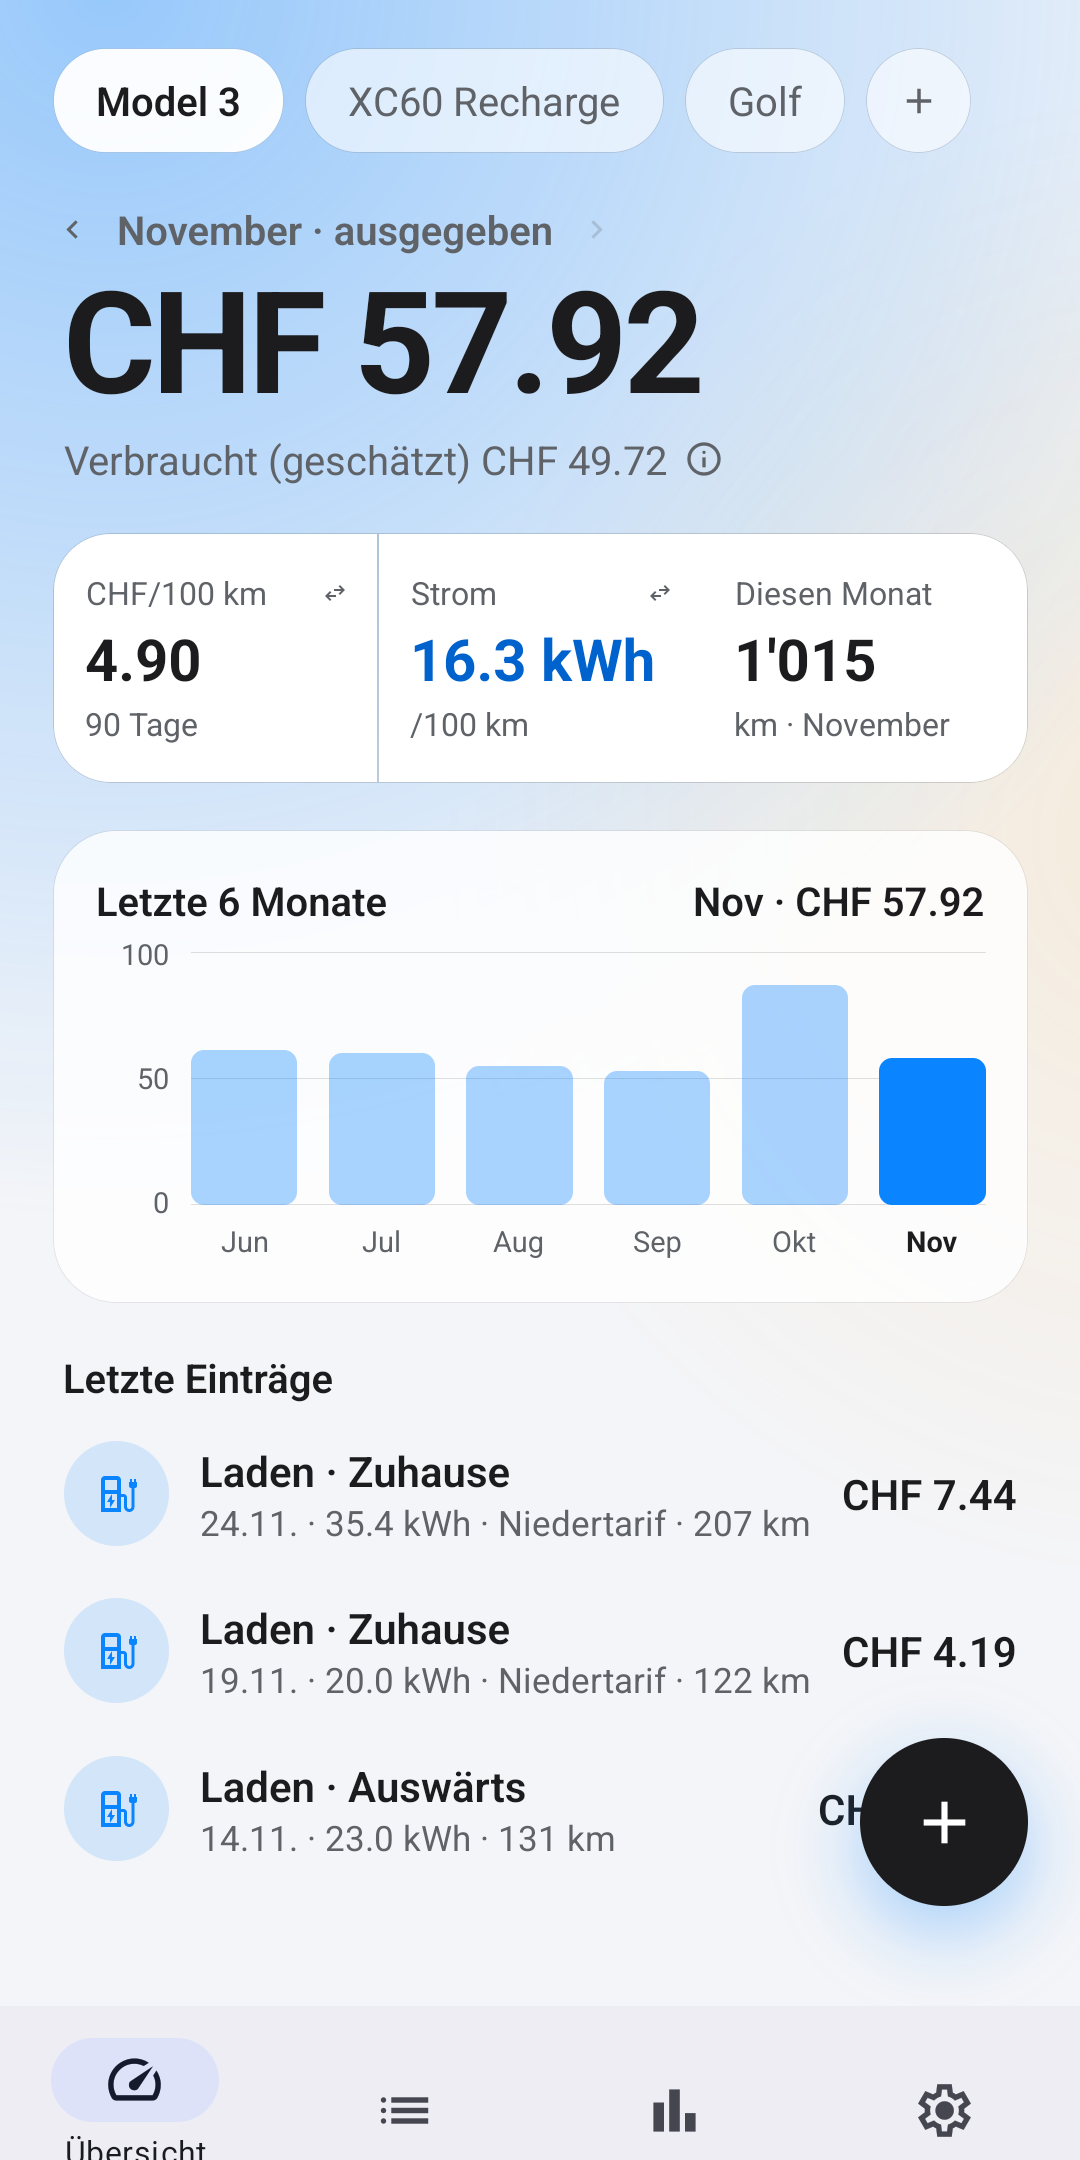 Model 3
XC60 Recharge
Golf
+
November · ausgegeben
CHF 57.92
Verbraucht (geschätzt) CHF 49.72
CHF/100 km
4.90
90 Tage
Strom
16.3 kWh
/100 km
Diesen Monat
1'015
km · November
Letzte 6 Monate
Nov · CHF 57.92
100
50
0
Jun
Jul
Aug
Sep
Okt
Nov
Letzte Einträge
Laden · Zuhause
24.11. · 35.4 kWh · Niedertarif · 207 km
CHF 7.44
Laden · Zuhause
19.11. · 20.0 kWh · Niedertarif · 122 km
CHF 4.19
Laden · Auswärts
14.11. · 23.0 kWh · 131 km
+
Übersicht